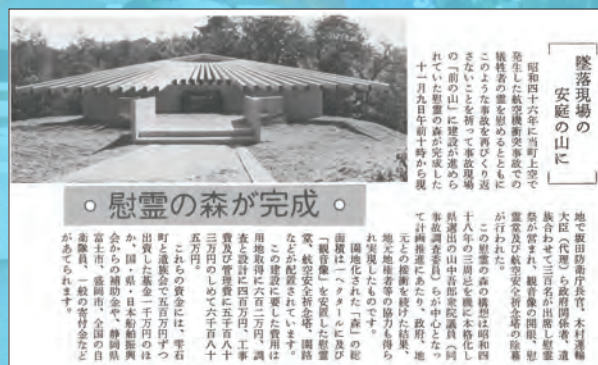 墜落現場の
安庭の山に
昭和四十六年に当町上空で
発生した航空機衝突事故での
犠牲者の霊を慰めるとともに
このような事故を再びくり返
さないことを祈って事故現場
の「前の山」に建設が進めら
れていた慰霊の森が完成した
十一月九日午前十時から現
地で坂田防衛庁長官、木村運輸
大臣（代理）ら政府関係者、遺
族合わせて三百名が出席し慰霊
祭が営まれ、観音像の開眼、慰
霊堂及び航空安全祈念塔の除幕
が行われた。
この慰霊の森の構想は昭和四
十八年の三周忌を機に本格化し
県選出の山中吾郎衆院議員（同
事故調査委員）らが中心となっ
て計画推進にあたり、政府、地
元との接衝を続けた結果、
地元地権者等の協力も得ら
れ実現したものです。
園地化された「森」の総
面積は一ヘクタールに及び
「観音像」を安置した慰霊
堂、航空安全祈念塔、園路
などが配置されています。
この建設に要した費用は
用地取得に六百二万円、調
査と設計に四百万円、工事
費及び管理費に五千百八十
三万円のしめて六千百八十
五万円。
これらの資金には、雫石
町と遺族会で五百万円ずつ
出資した基金一千万円のほ
か、国・県・日本船舶振興
会からの補助金や、静岡県
富士市、盛岡市、全国の自
衛隊員、一般の寄付金など
があてられます。
慰霊の森が完成